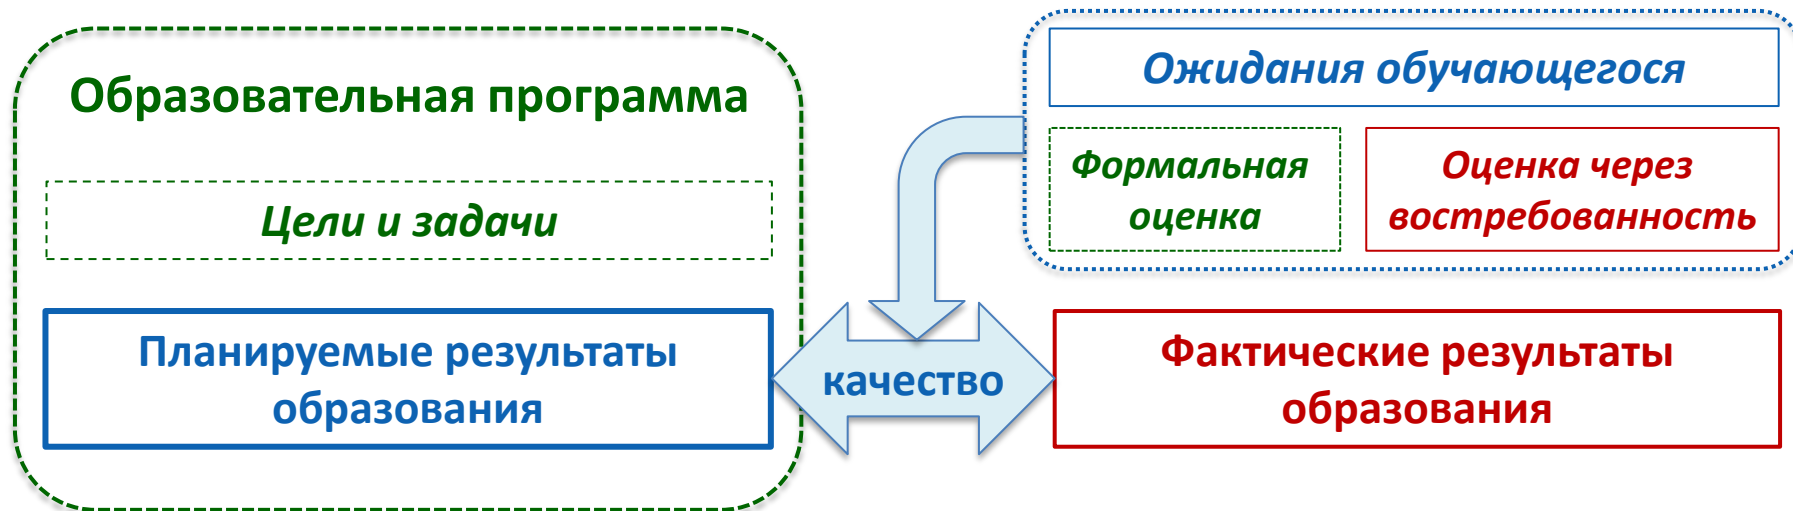 Образовательная программа
Цели и задачи
Планируемые результаты
образования
качество
Ожидания обучающегося
Формальная
оценка
Оценка через
востребованность
Фактические результаты
образования